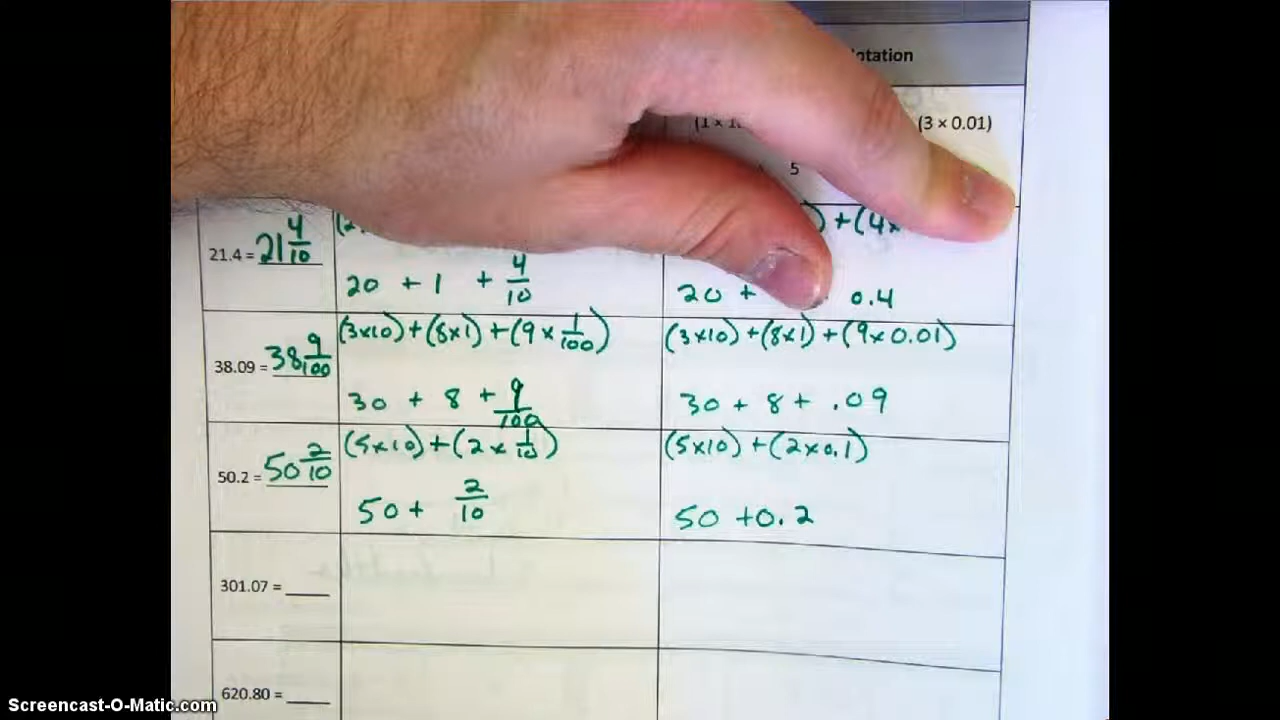 otation
(3 × 0.01)
5
21.4 = 21 4/10
+(4×
20 + 1 + 4/10
20 +
0.4
38.09 = 38 9/100
(3×10)+(8×1)+(9×1/100)
(3×10)+(8×1)+(9×0.01)
30 + 8 + 9/100
30 + 8 + .09
50.2 = 50 2/10
(5×10)+(2×1/10)
(5×10)+(2×0.1)
50 + 2/10
50 +0.2
301.07 = ____
620.80 = ____
Screencast-O-Matic.com